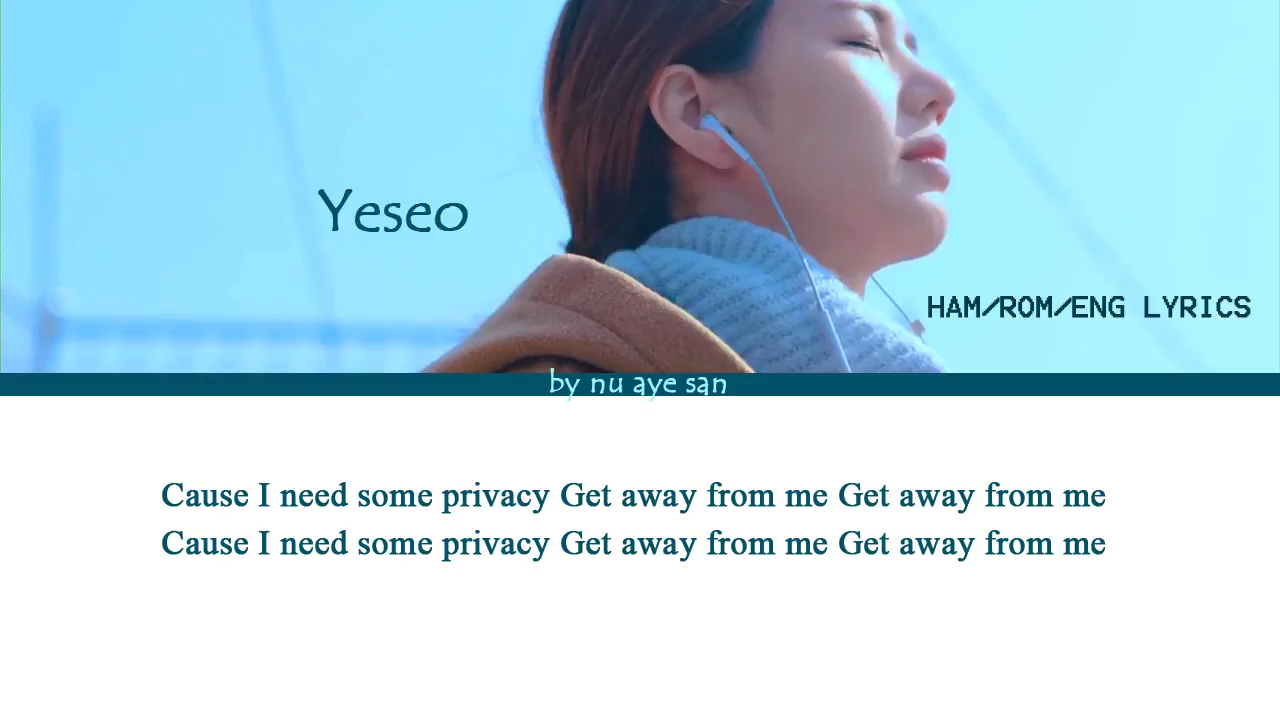 Yeseo
HAM/ROM/ENG LYRICS
by nu aye san
Cause I need some privacy Get away from me Get away from me
Cause I need some privacy Get away from me Get away from me